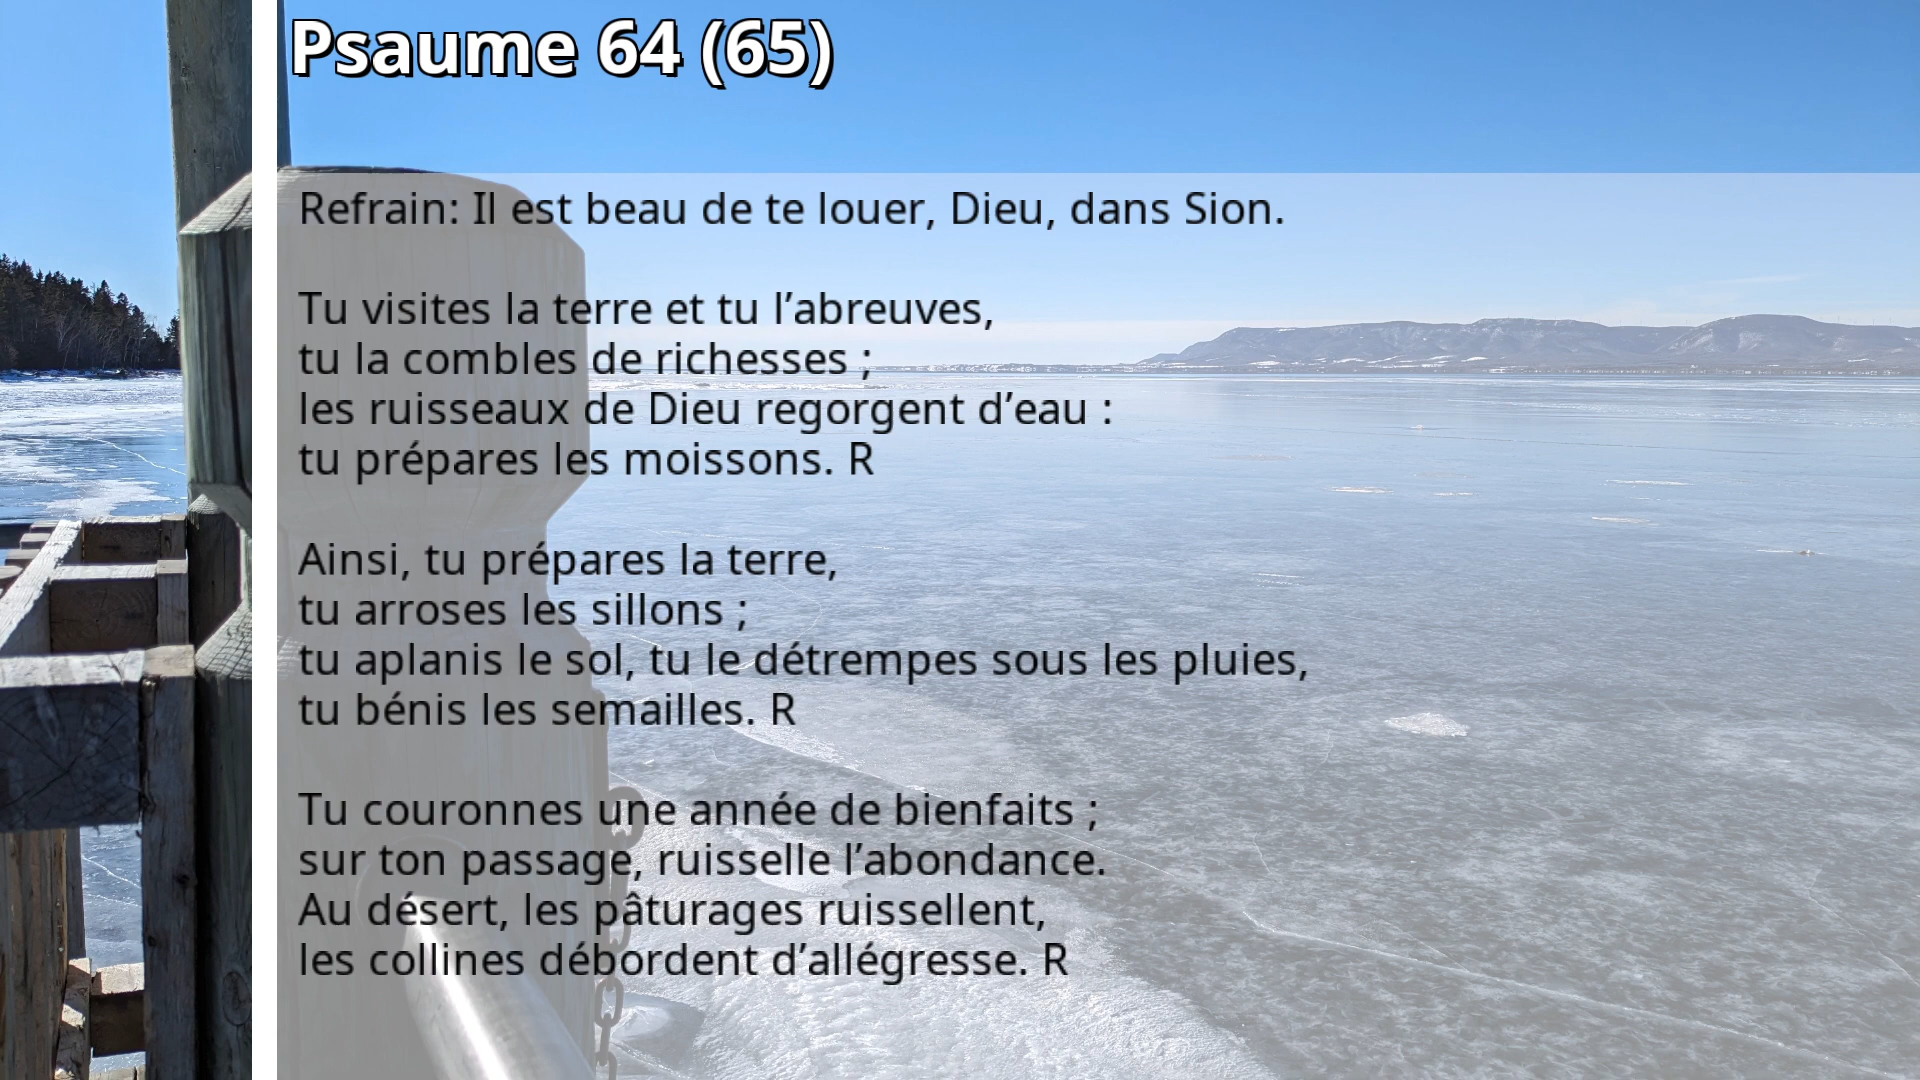 Psaume 64 (65)
Refrain: Il est beau de te louer, Dieu, dans Sion.
Tu visites la terre et tu l’abreuves,
tu la combles de richesses ;
les ruisseaux de Dieu regorgent d’eau :
tu prépares les moissons. R
Ainsi, tu prépares la terre,
tu arroses les sillons ;
tu aplanis le sol, tu le détrempes sous les pluies,
tu bénis les semailles. R
Tu couronnes une année de bienfaits ;
sur ton passage, ruisselle l’abondance.
Au désert, les pâturages ruissellent,
les collines débordent d’allégresse. R